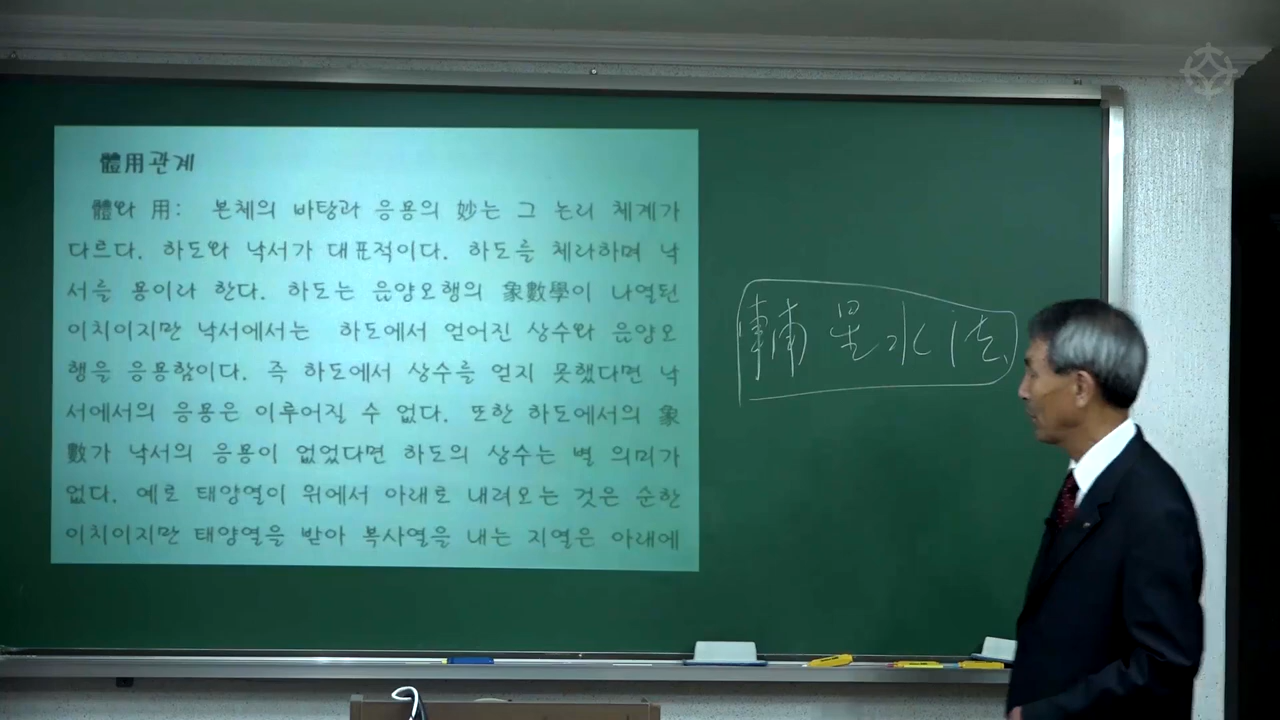 體用관계
體와 用: 본체의 바탕과 응용의 妙는 그 논리 체계가
다르다. 하도와 낙서가 대표적이다. 하도를 체라하며 낙
서를 용이라 한다. 하도는 음양오행의 象數學이 나열된
이치이지만 낙서에서는 하도에서 얻어진 상수와 음양오
행을 응용함이다. 즉 하도에서 상수를 얻지 못했다면 낙
서에서의 응용은 이루어질 수 없다. 또한 하도에서의 象
數가 낙서의 응용이 없었다면 하도의 상수는 별 의미가
없다. 예로 태양열이 위에서 아래로 내려오는 것은 순한
이치이지만 태양열을 받아 복사열을 내는 지열은 아래에
輔星水法